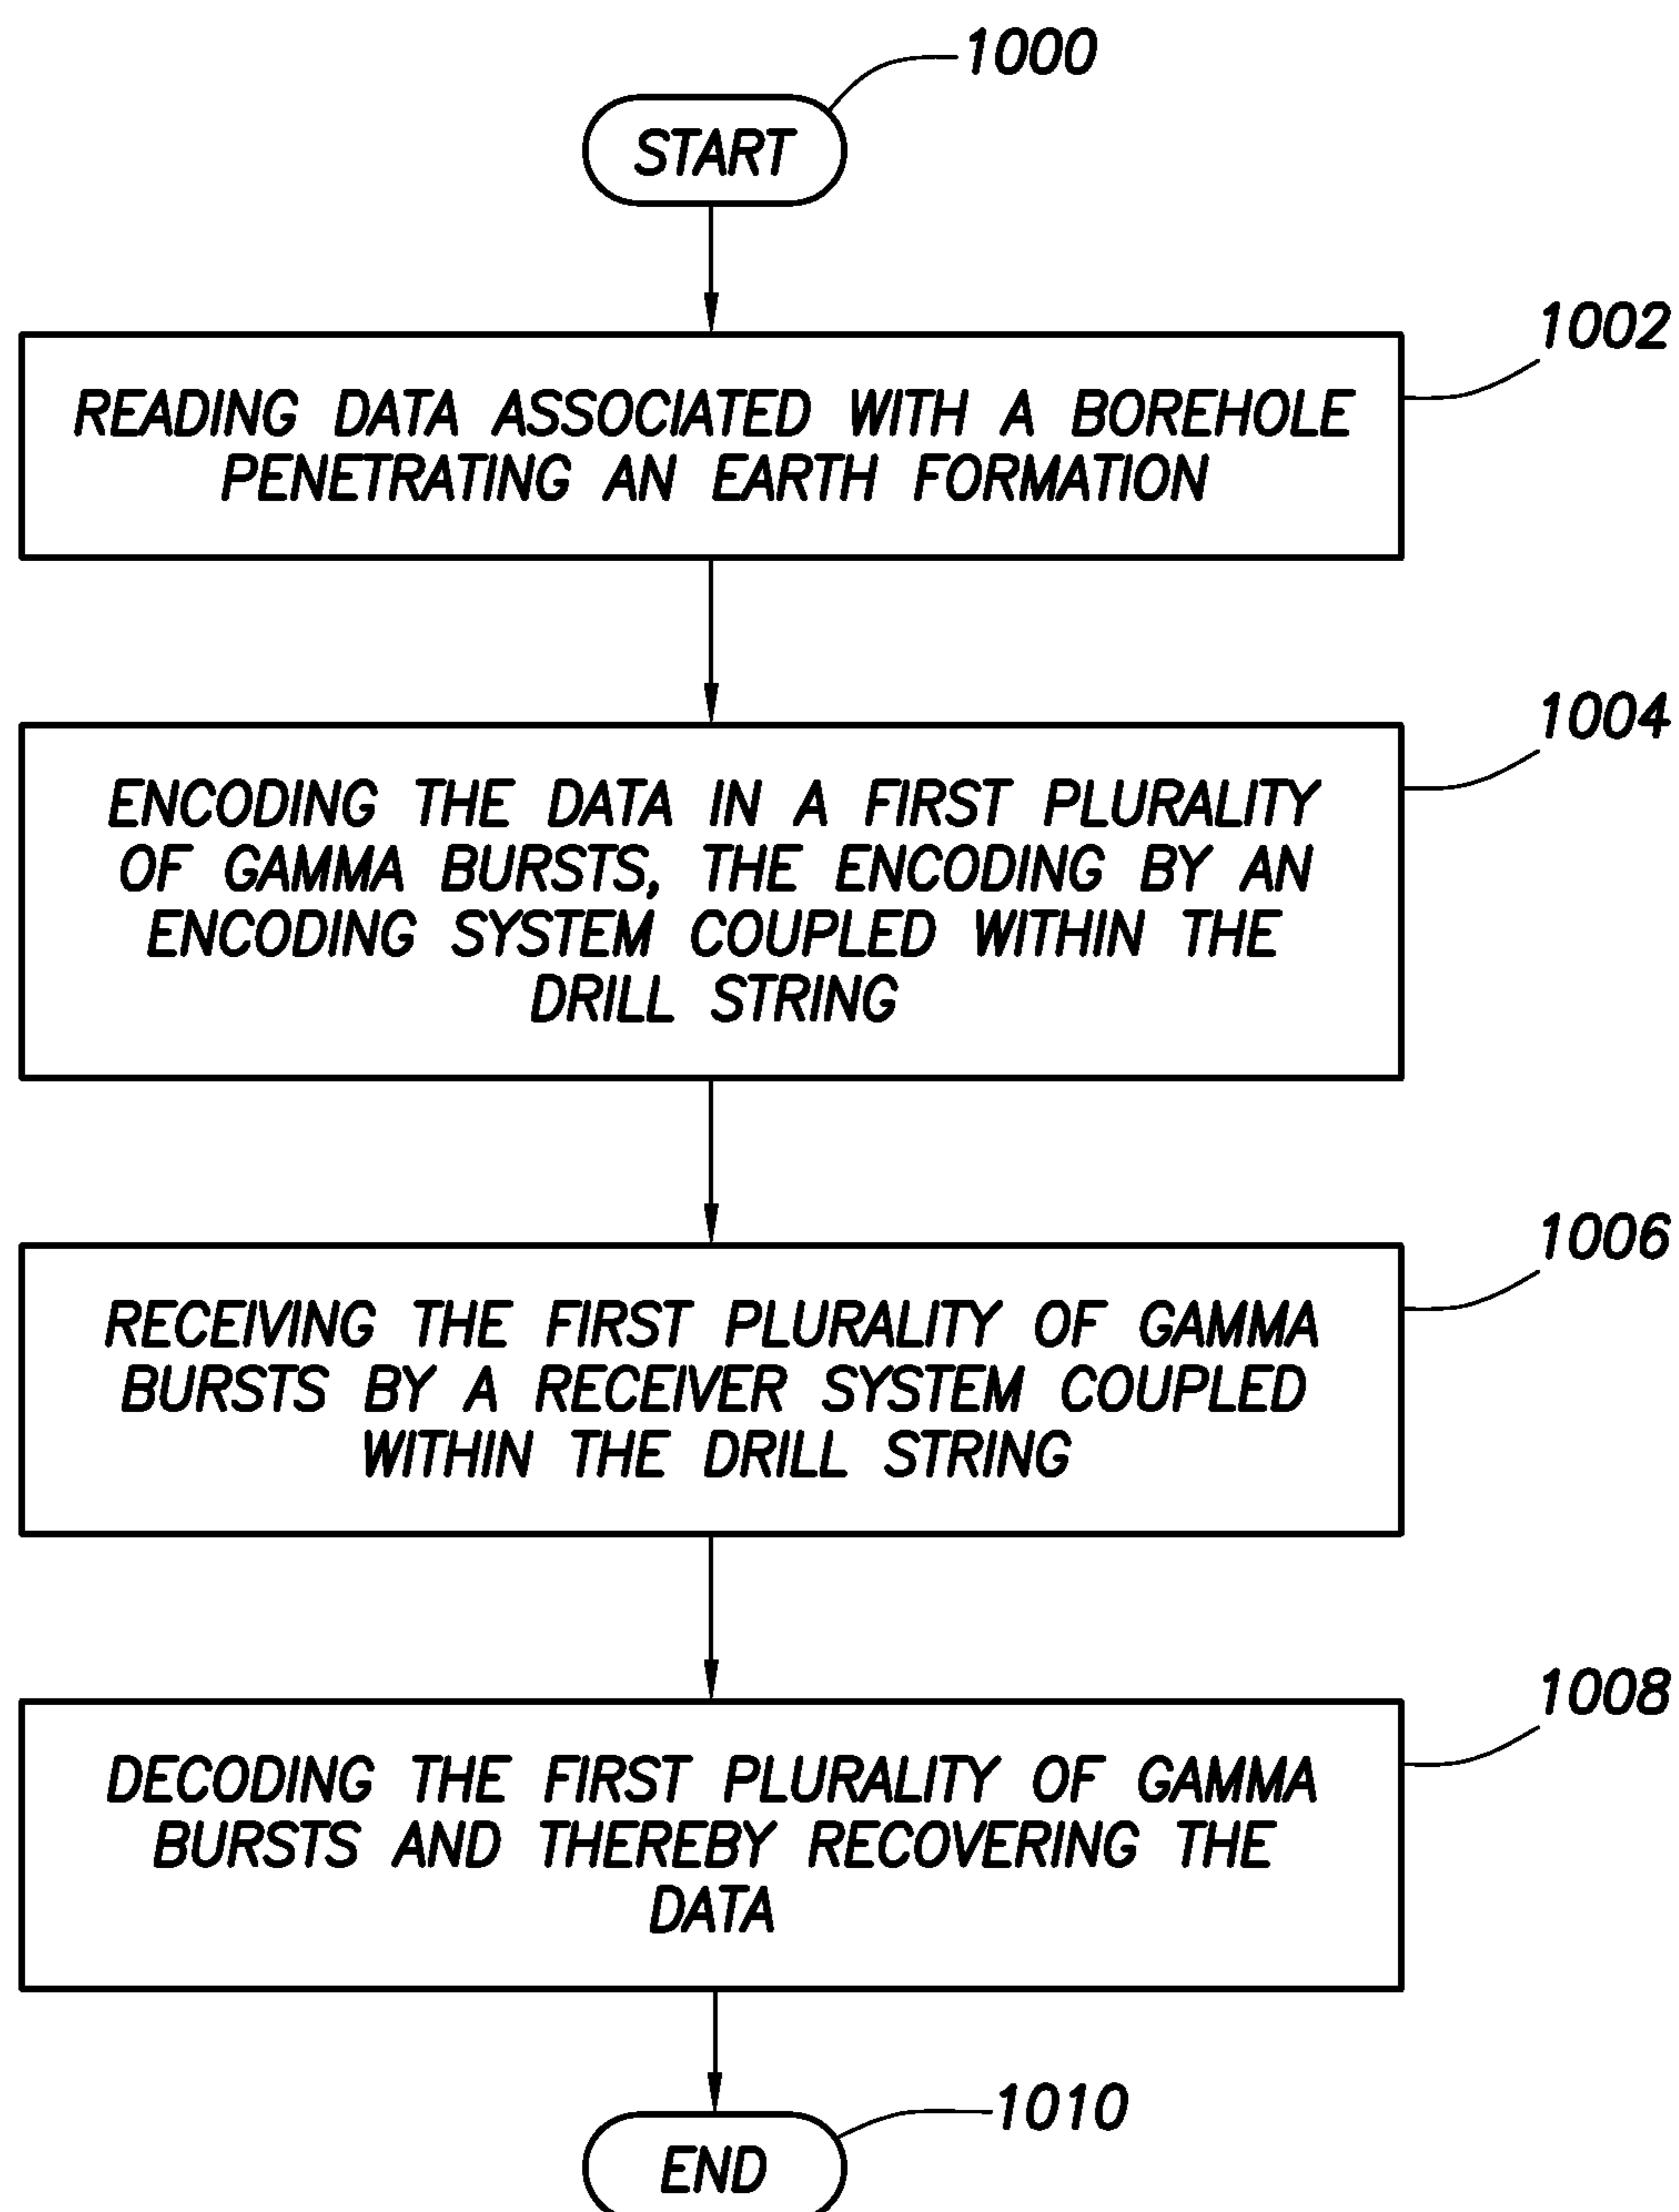 1000
START
1002
READING DATA ASSOCIATED WITH A BOREHOLE
PENETRATING AN EARTH FORMATION
1004
ENCODING THE DATA IN A FIRST PLURALITY
OF GAMMA BURSTS, THE ENCODING BY AN
ENCODING SYSTEM COUPLED WITHIN THE
DRILL STRING
1006
RECEIVING THE FIRST PLURALITY OF GAMMA
BURSTS BY A RECEIVER SYSTEM COUPLED
WITHIN THE DRILL STRING
1008
DECODING THE FIRST PLURALITY OF GAMMA
BURSTS AND THEREBY RECOVERING THE
DATA
1010
END